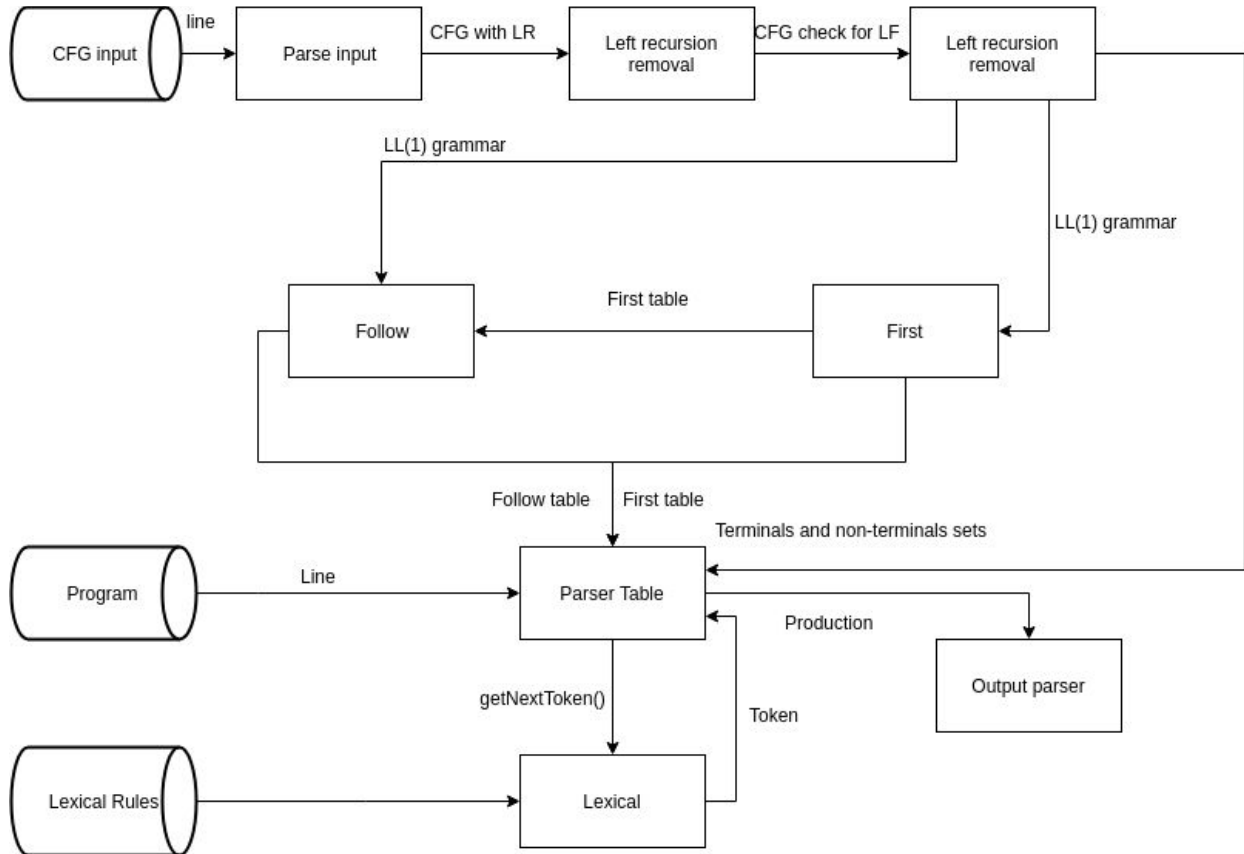 line
CFG input
Parse input
CFG with LR
Left recursion
removal
CFG check for LF
Left recursion
removal
LL(1) grammar
LL(1) grammar
Follow
First table
First
Follow table
First table
Terminals and non-terminals sets
Program
Line
Parser Table
Production
Output parser
getNextToken()
Token
Lexical Rules
Lexical